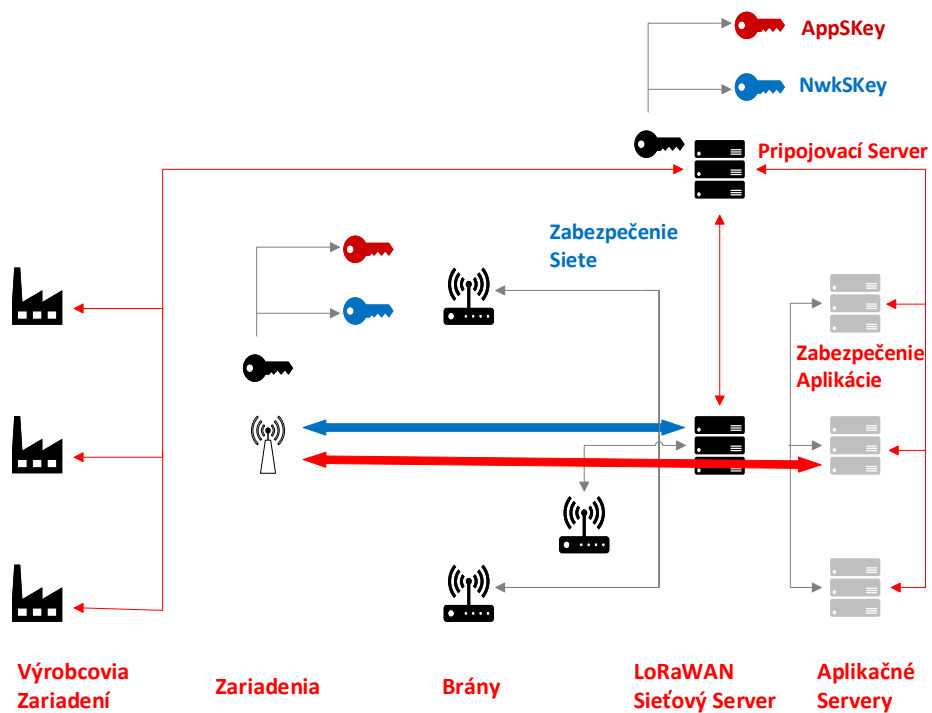 AppSKey
NwkSKey
Pripojovací Server
Zabezpečenie
Siete
Zabezpečenie
Aplikácie
Výrobcovia
Zariadení
Zariadenia
Brány
LoRaWAN
Sieťový Server
Aplikačné
Servery